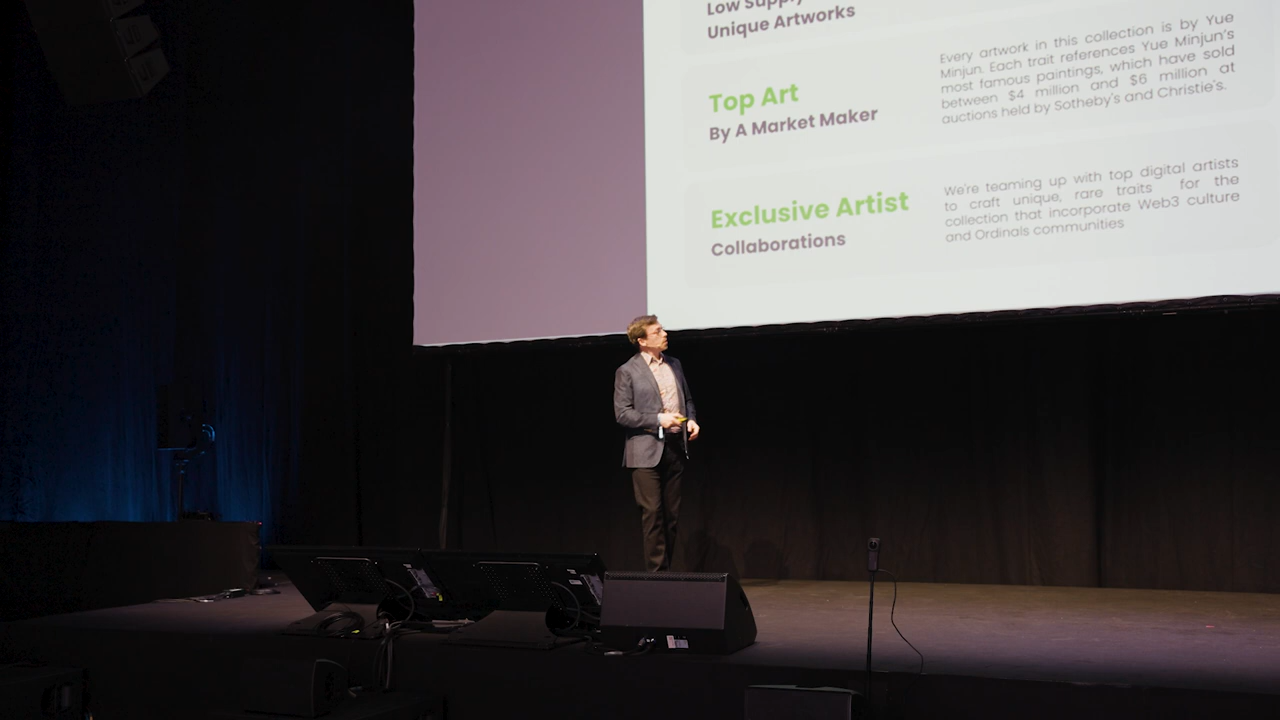 Low Supply
Unique Artworks
Top Art
By A Market Maker
Every artwork in this collection is by Yue
Minjun. Each trait references Yue Minjun's
most famous paintings, which have sold
between $4 million and $6 million at
auctions held by Sotheby's and Christie's.
Exclusive Artist
Collaborations
We're teaming up with top digital artists
to craft unique, rare traits for the
collection that incorporate Web3 culture
and Ordinals communities